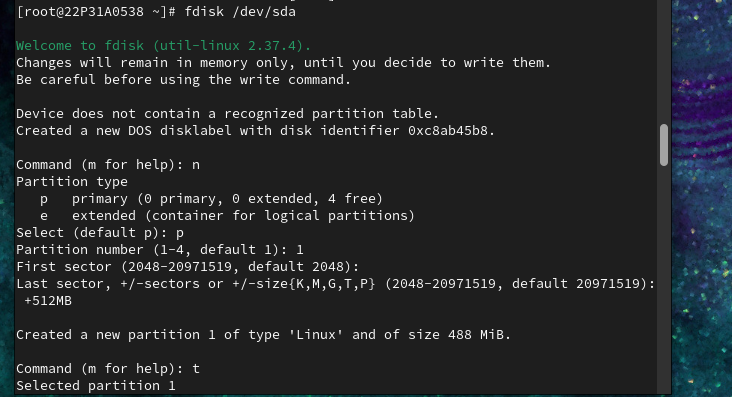 [root@22P31A0538 ~]# fdisk /dev/sda
Welcome to fdisk (util-linux 2.37.4).
Changes will remain in memory only, until you decide to write them.
Be careful before using the write command.
Device does not contain a recognized partition table.
Created a new DOS disklabel with disk identifier 0xc8ab45b8.
Command (m for help): n
Partition type
   p   primary (0 primary, 0 extended, 4 free)
   e   extended (container for logical partitions)
Select (default p): p
Partition number (1-4, default 1): 1
First sector (2048-20971519, default 2048):
Last sector, +/-sectors or +/-size{K,M,G,T,P} (2048-20971519, default 20971519):
 +512MB
Created a new partition 1 of type 'Linux' and of size 488 MiB.
Command (m for help): t
Selected partition 1